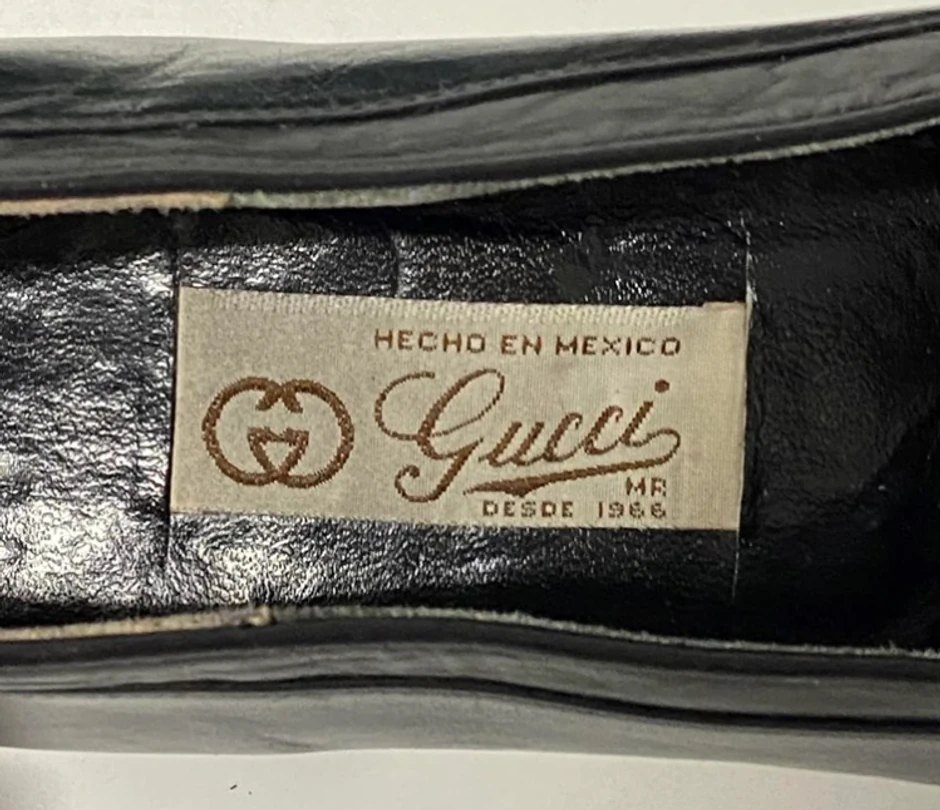 HECHO EN MEXICO
Gucci
MR
DESDE 1966